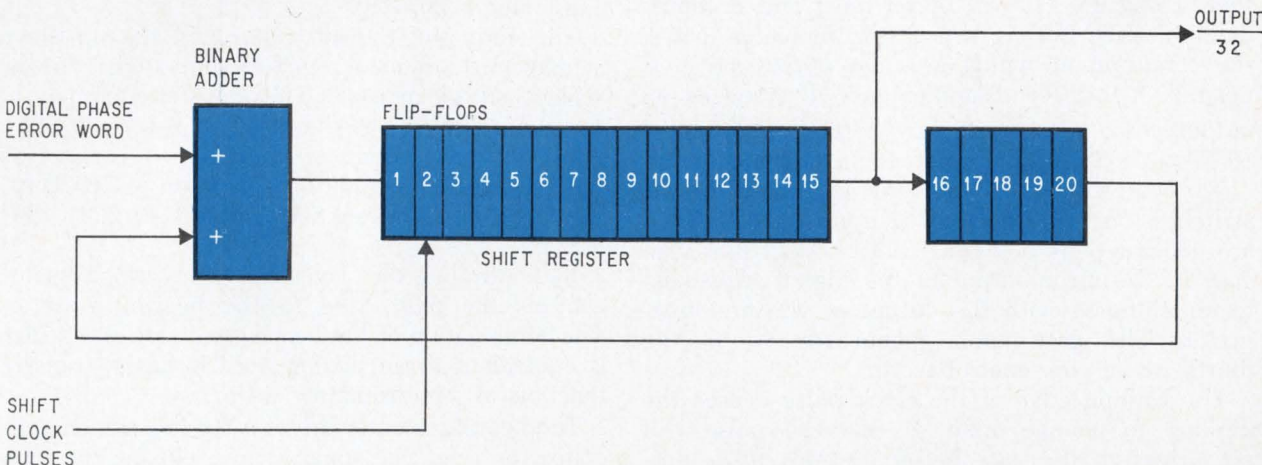 OUTPUT
32
BINARY
ADDER
DIGITAL PHASE
ERROR WORD
FLIP-FLOPS
+
1 2 3 4 5 6 7 8 9 10 11 12 13 14 15
16 17 18 19 20
+
SHIFT REGISTER
SHIFT
CLOCK
PULSES